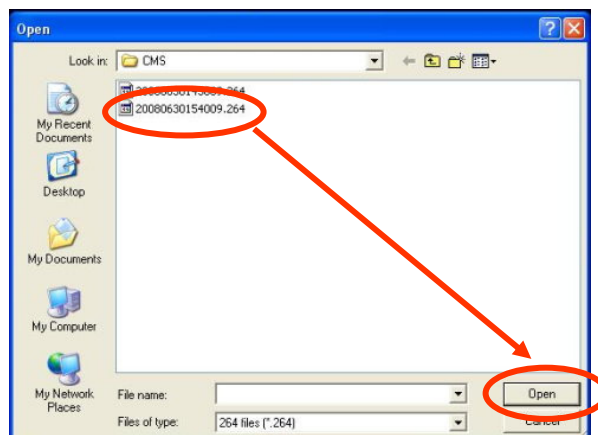 Open
Look in:
CMS
20080630154009.264
My Recent
Documents
Desktop
My Documents
My Computer
My Network
Places
File name:
Open
Files of type:
264 files (*.264)
Cancel